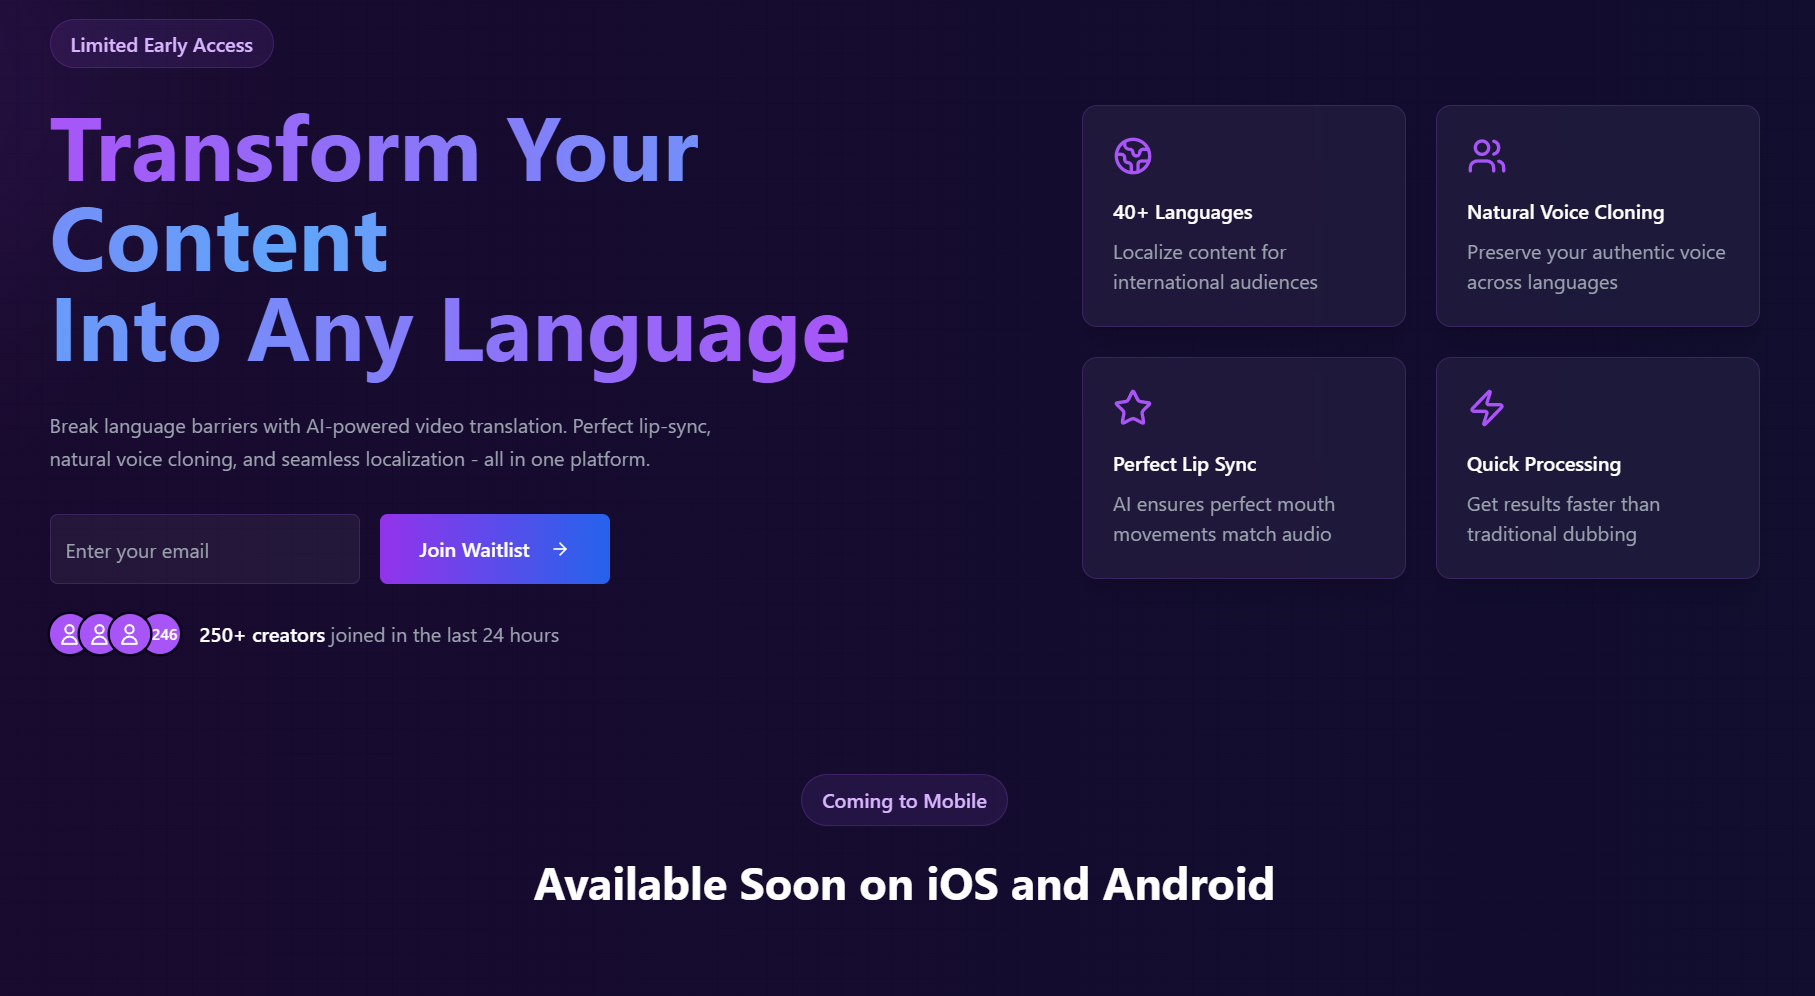 Limited Early Access
Transform Your
Content
Into Any Language
Break language barriers with AI-powered video translation. Perfect lip-sync,
natural voice cloning, and seamless localization - all in one platform.
Enter your email
Join Waitlist
246
250+ creators joined in the last 24 hours
40+ Languages
Localize content for
international audiences
Natural Voice Cloning
Preserve your authentic voice
across languages
Perfect Lip Sync
AI ensures perfect mouth
movements match audio
Quick Processing
Get results faster than
traditional dubbing
Coming to Mobile
Available Soon on iOS and Android